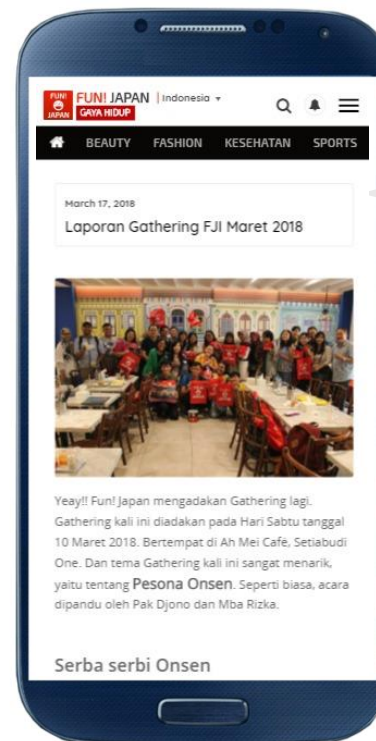 FUN! JAPAN
FUN! JAPAN | Indonesia
GAYA HIDUP
BEAUTY FASHION KESEHATAN SPORTS
March 17, 2018
Laporan Gathering FJI Maret 2018
Yeay!! Fun! Japan mengadakan Gathering lagi.
Gathering kali ini diadakan pada Hari Sabtu tanggal
10 Maret 2018. Bertempat di Ah Mei Café, Setiabudi
One. Dan tema Gathering kali ini sangat menarik,
yaitu tentang Pesona Onsen. Seperti biasa, acara
dipandu oleh Pak Djono dan Mba Rizka.
Serba serbi Onsen